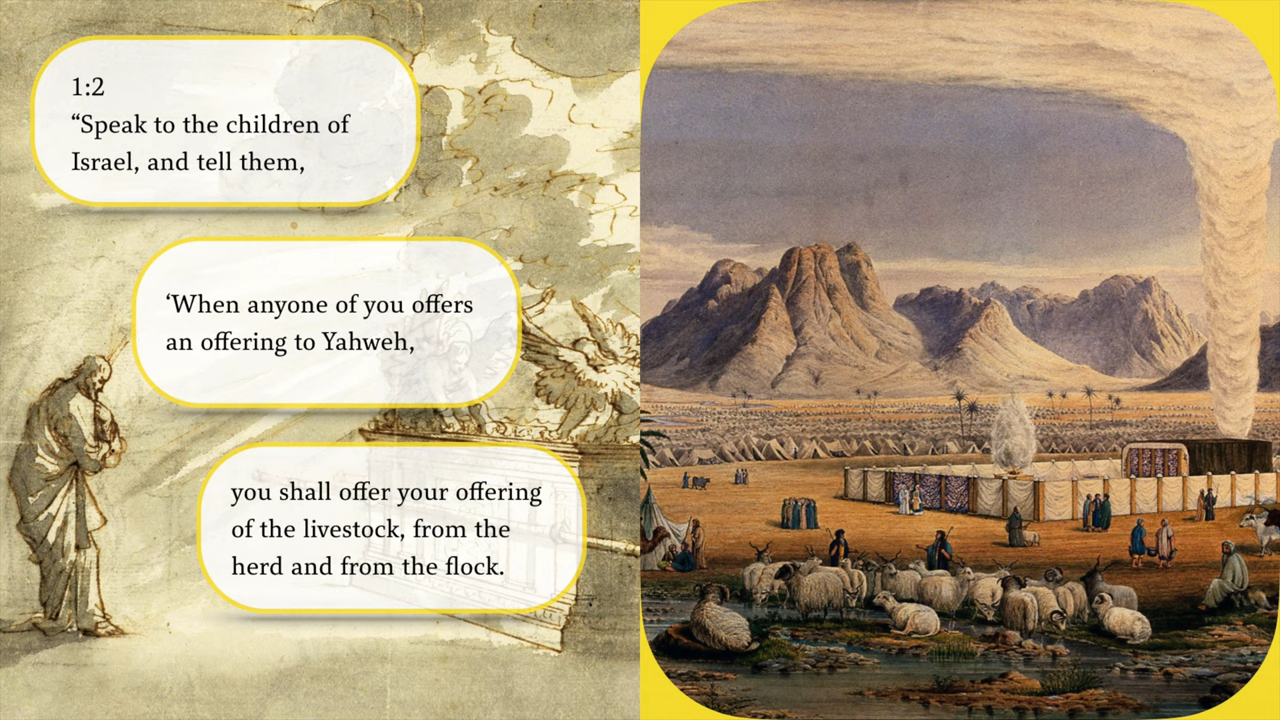 1:2
“Speak to the children of
Israel, and tell them,
‘When anyone of you offers
an offering to Yahweh,
you shall offer your offering
of the livestock, from the
herd and from the flock.